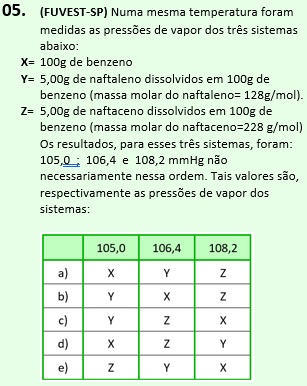 05. (FUVEST-SP) Numa mesma temperatura foram
medidas as pressões de vapor dos três sistemas
abaixo:
X= 100g de benzeno
Y= 5,00g de naftaleno dissolvidos em 100g de
benzeno (massa molar do naftaleno= 128g/mol).
Z= 5,00g de naftaceno dissolvidos em 100g de
benzeno (massa molar do naftaceno=228 g/mol)
Os resultados, para esses três sistemas, foram:
105,0 ; 106,4 e 108,2 mmHg não
necessariamente nessa ordem. Tais valores são,
respectivamente as pressões de vapor dos
sistemas:
105,0 106,4 108,2
a) X Y Z
b) Y X Z
c) Y Z X
d) X Z Y
e) Z Y X